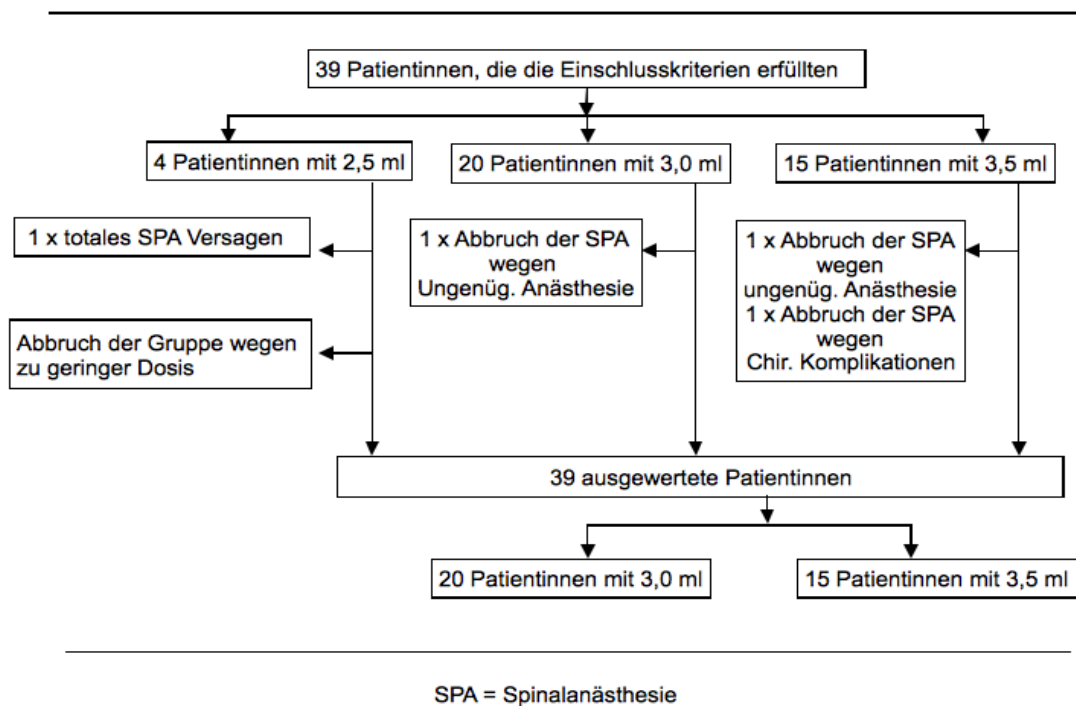 39 Patientinnen, die die Einschlusskriterien erfüllten
4 Patientinnen mit 2,5 ml
20 Patientinnen mit 3,0 ml
15 Patientinnen mit 3,5 ml
1 x totales SPA Versagen
Abbruch der Gruppe wegen
zu geringer Dosis
1 x Abbruch der SPA
wegen
Ungenüg. Anästhesie
1 x Abbruch der SPA
wegen
ungenüg. Anästhesie
1 x Abbruch der SPA
wegen
Chir. Komplikationen
39 ausgewertete Patientinnen
20 Patientinnen mit 3,0 ml
15 Patientinnen mit 3,5 ml
SPA = Spinalanästhesie